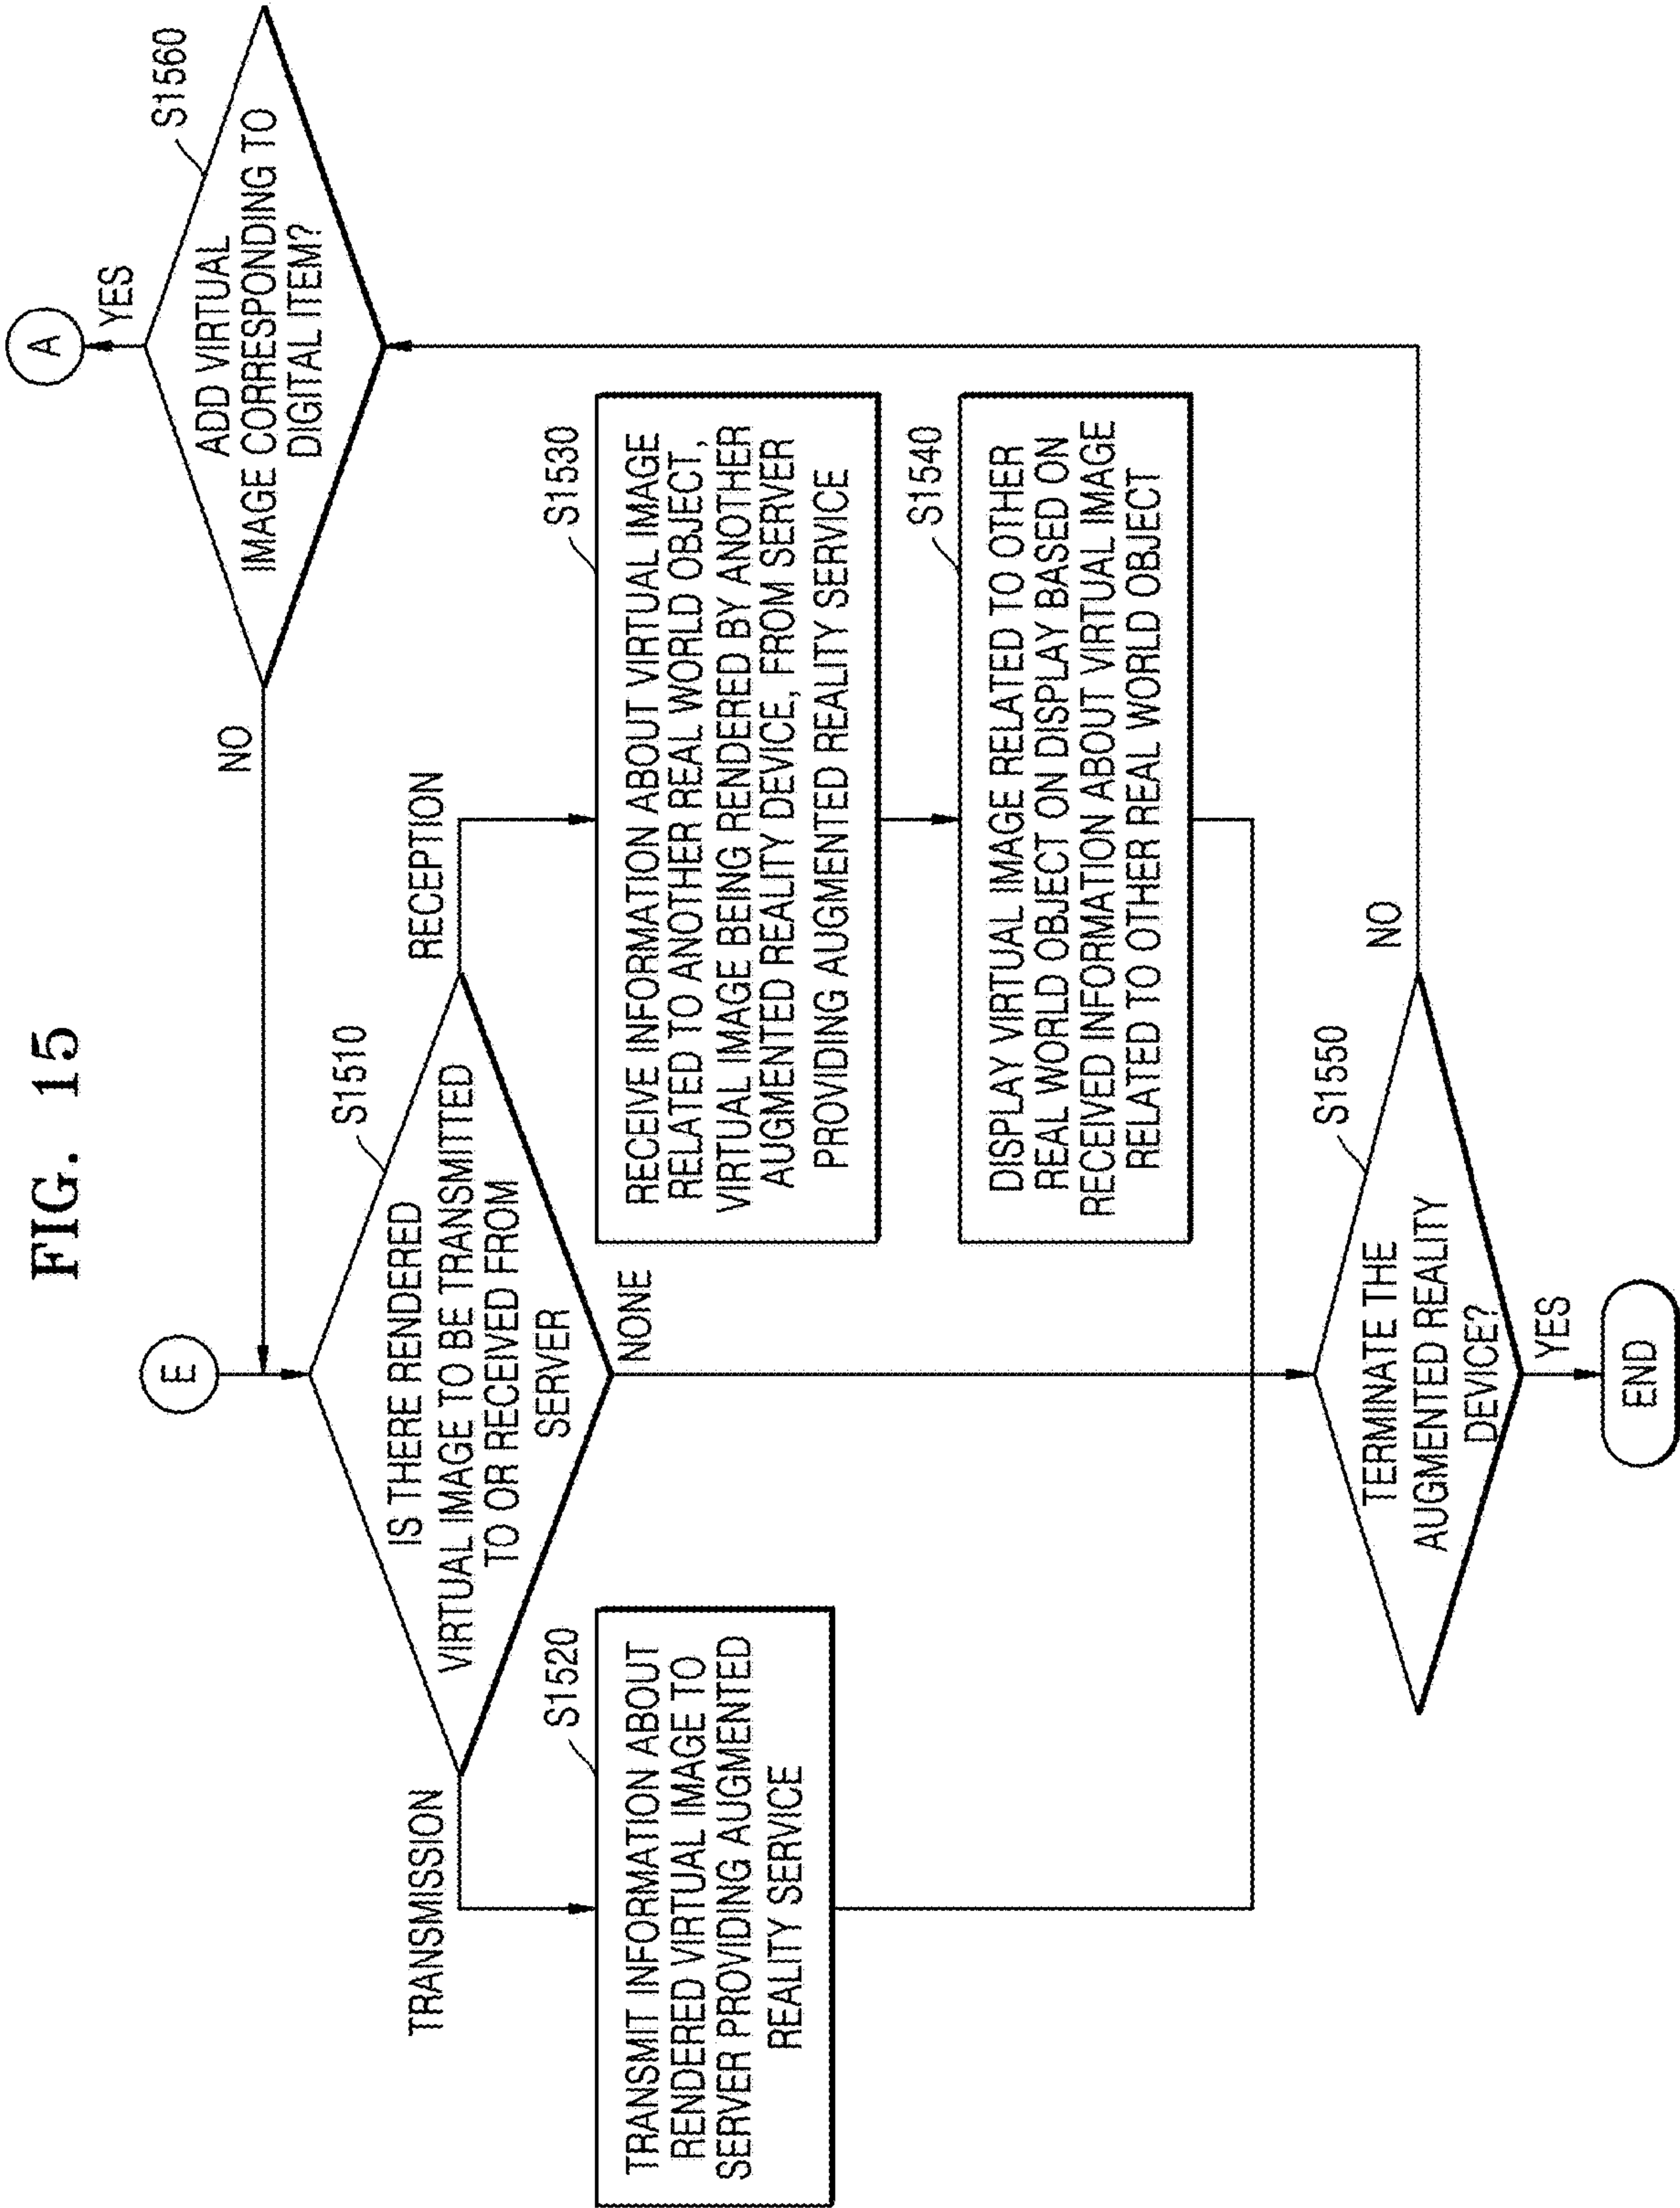 FIG. 15
E
S1510
IS THERE RENDERED
VIRTUAL IMAGE TO BE TRANSMITTED
TO OR RECEIVED FROM
SERVER
TRANSMISSION
RECEPTION
NONE
S1520
TRANSMIT INFORMATION ABOUT
RENDERED VIRTUAL IMAGE TO
SERVER PROVIDING AUGMENTED
REALITY SERVICE
S1530
RECEIVE INFORMATION ABOUT VIRTUAL IMAGE
RELATED TO ANOTHER REAL WORLD OBJECT,
VIRTUAL IMAGE BEING RENDERED BY ANOTHER
AUGMENTED REALITY DEVICE, FROM SERVER
PROVIDING AUGMENTED REALITY SERVICE
S1540
DISPLAY VIRTUAL IMAGE RELATED TO OTHER
REAL WORLD OBJECT ON DISPLAY BASED ON
RECEIVED INFORMATION ABOUT VIRTUAL IMAGE
RELATED TO OTHER REAL WORLD OBJECT
S1550
TERMINATE THE
AUGMENTED REALITY
DEVICE?
YES
NO
END
S1560
ADD VIRTUAL
IMAGE CORRESPONDING TO
DIGITAL ITEM?
NO
YES
A